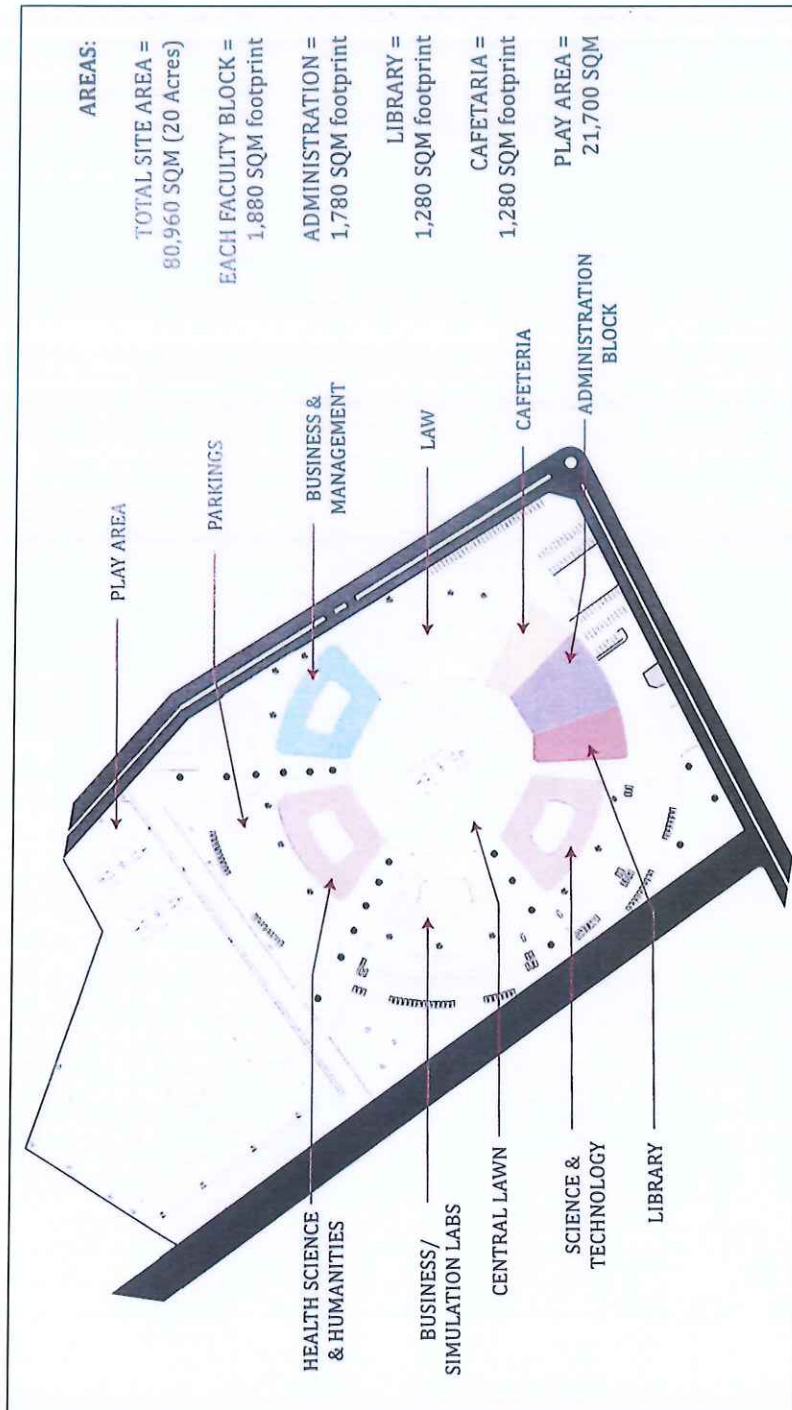 AREAS:
TOTAL SITE AREA =
80,960 SQM (20 Acres)
EACH FACULTY BLOCK =
1,880 SQM footprint
ADMINISTRATION =
1,780 SQM footprint
LIBRARY =
1,280 SQM footprint
CAFETARIA =
1,280 SQM footprint
PLAY AREA =
21,700 SQM
PLAY AREA
PARKINGS
BUSINESS &
MANAGEMENT
LAW
CAFETERIA
ADMINISTRATION
BLOCK
HEALTH SCIENCE
& HUMANITIES
BUSINESS/
SIMULATION LABS
CENTRAL LAWN
SCIENCE &
TECHNOLOGY
LIBRARY